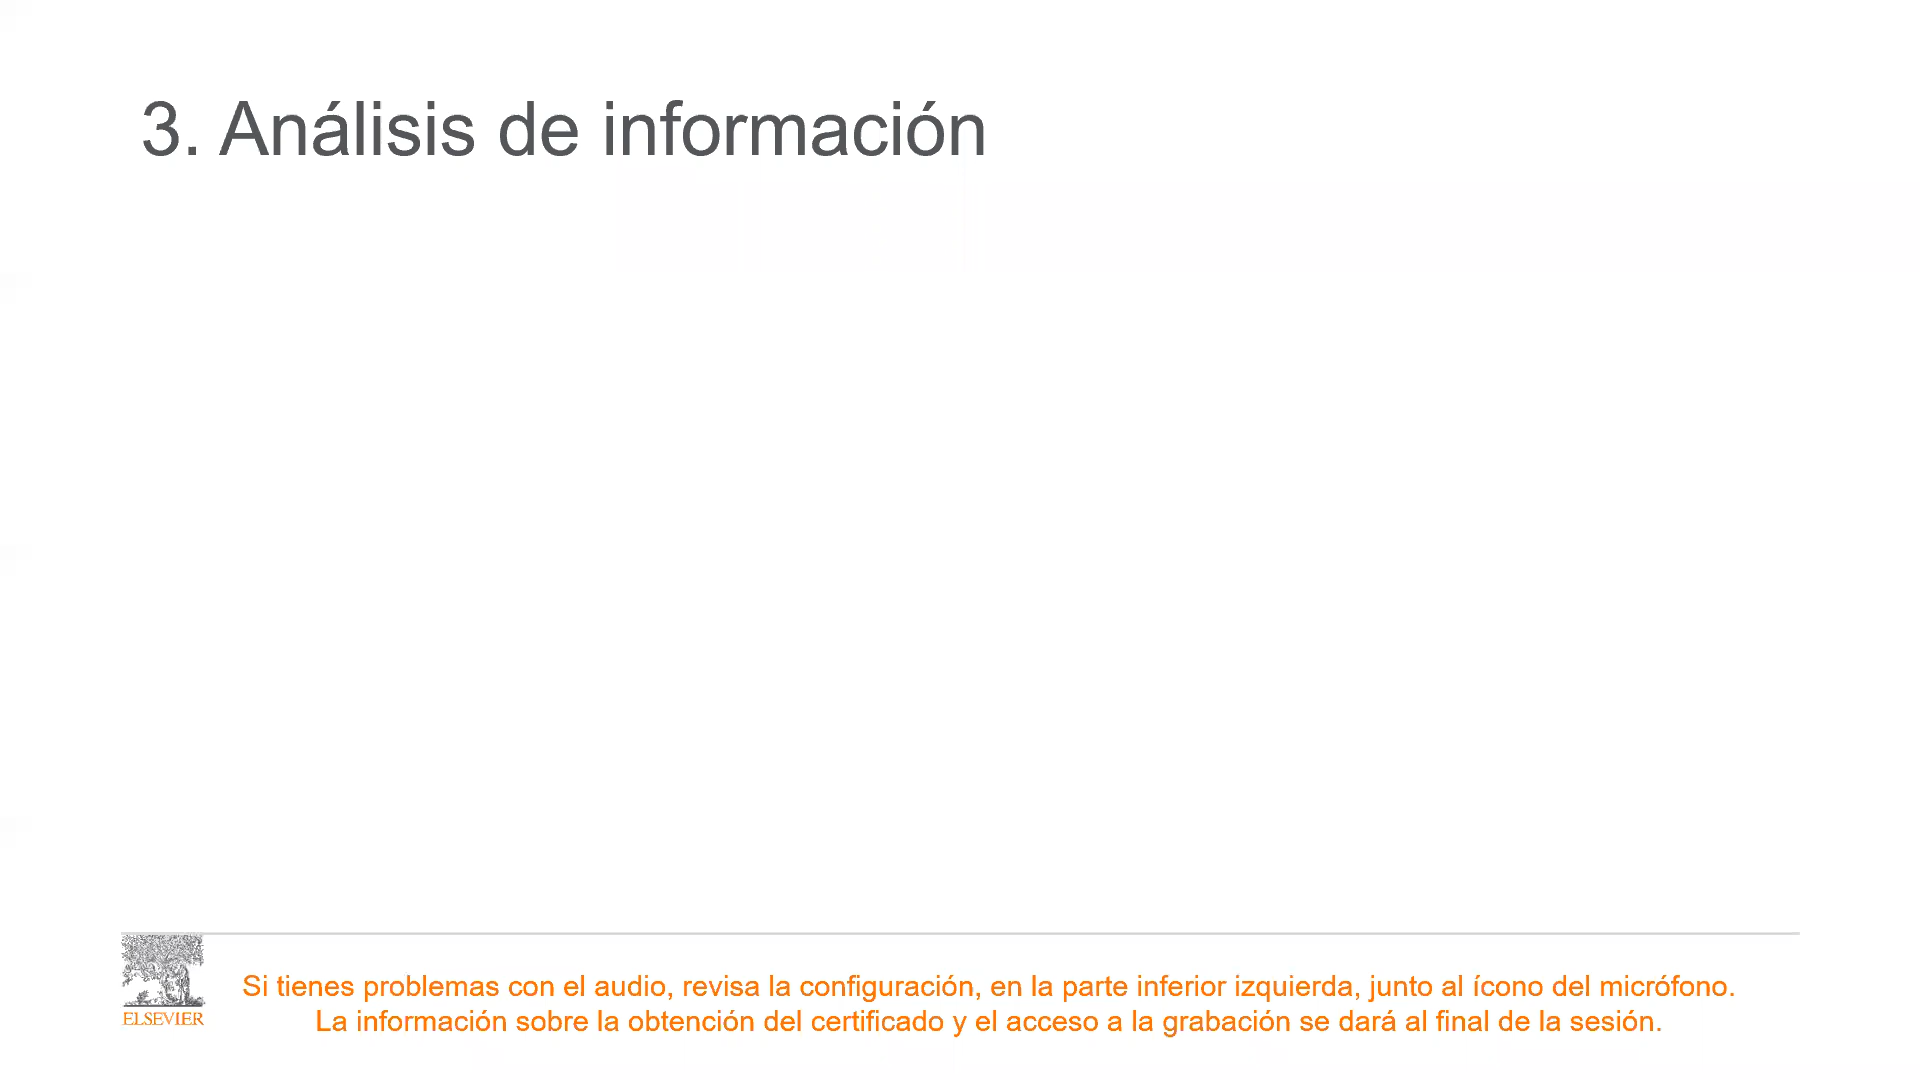 3. Análisis de información
Si tienes problemas con el audio, revisa la configuración, en la parte inferior izquierda, junto al ícono del micrófono.
La información sobre la obtención del certificado y el acceso a la grabación se dará al final de la sesión.
ELSEVIER